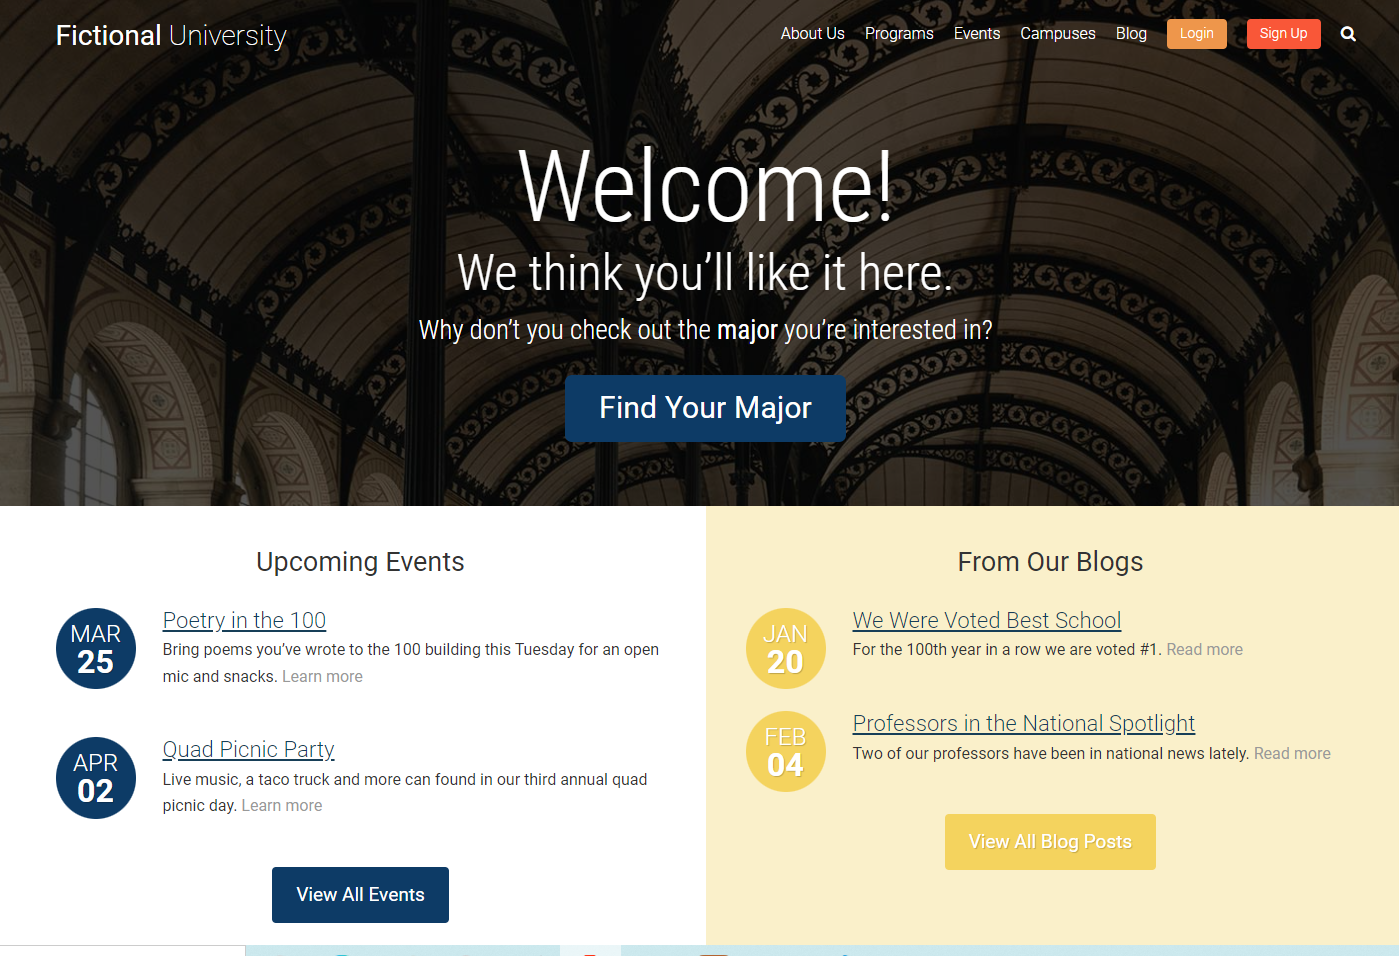 Fictional University
About Us Programs Events Campuses Blog Login Sign Up
Welcome!
We think you’ll like it here.
Why don’t you check out the major you’re interested in?
Find Your Major
Upcoming Events
MAR
25
Poetry in the 100
Bring poems you’ve wrote to the 100 building this Tuesday for an open
mic and snacks. Learn more
APR
02
Quad Picnic Party
Live music, a taco truck and more can found in our third annual quad
picnic day. Learn more
View All Events
From Our Blogs
JAN
20
We Were Voted Best School
For the 100th year in a row we are voted #1. Read more
FEB
04
Professors in the National Spotlight
Two of our professors have been in national news lately. Read more
View All Blog Posts